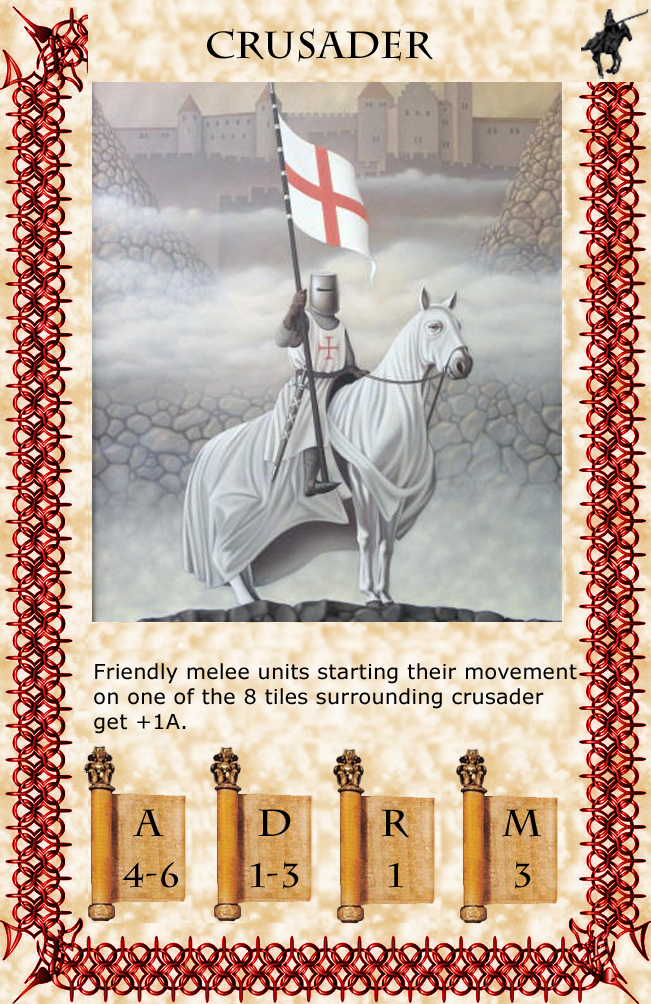 CRUSADER
Friendly melee units starting their movement
on one of the 8 tiles surrounding crusader
get +1A.
A D R M
4-6 1-3 1 3